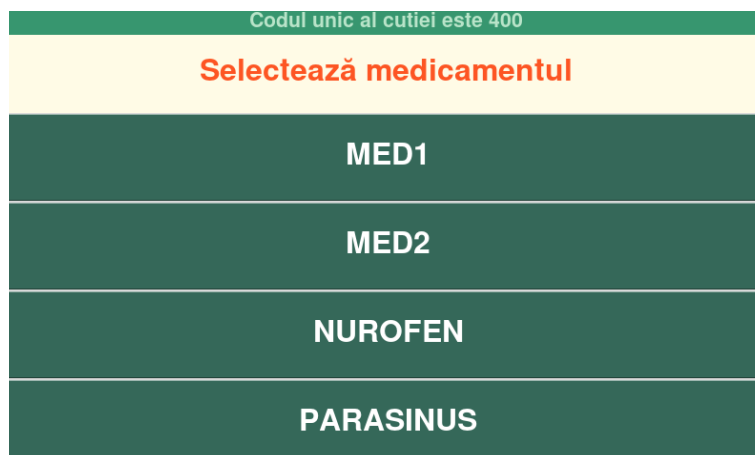 Codul unic al cutiei este 400
Selectează medicamentul
MED1
MED2
NUROFEN
PARASINUS